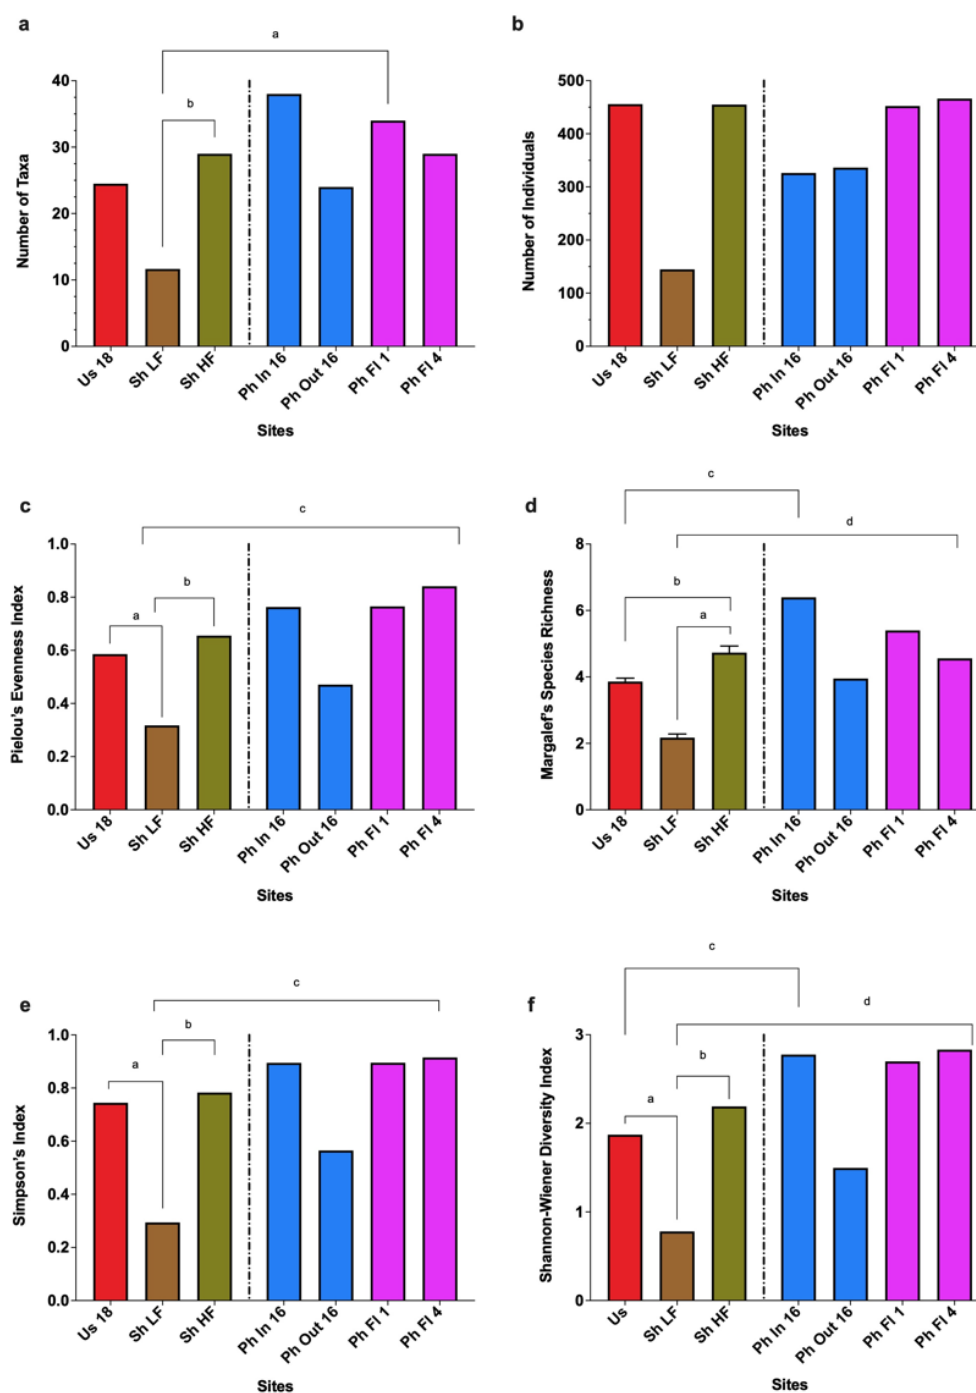 a
a
b
Number of Taxa
40
30
20
10
0
Us 18
Sh LF
Sh HF
Ph In 16
Ph Out 16
Ph Fl 1
Ph Fl 4
Sites
b
Number of Individuals
500
400
300
200
100
0
Us 18
Sh LF
Sh HF
Ph In 16
Ph Out 16
Ph Fl 1
Ph Fl 4
Sites
c
c
b
a
Pielou's Evenness Index
1.0
0.8
0.6
0.4
0.2
0.0
Us 18
Sh LF
Sh HF
Ph In 16
Ph Out 16
Ph Fl 1
Ph Fl 4
Sites
d
c
d
b
a
Margalef's Species Richness
8
6
4
2
0
Us 18
Sh LF
Sh HF
Ph In 16
Ph Out 16
Ph Fl 1
Ph Fl 4
Sites
e
c
b
a
Simpson's Index
1.0
0.8
0.6
0.4
0.2
0.0
Us 18
Sh LF
Sh HF
Ph In 16
Ph Out 16
Ph Fl 1
Ph Fl 4
Sites
f
c
d
b
a
Shannon-Wiener Diversity Index
3
2
1
0
Us
Sh LF
Sh HF
Ph In 16
Ph Out 16
Ph Fl 1
Ph Fl 4
Sites